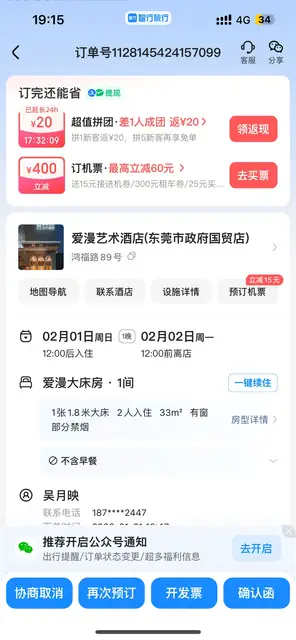 19:15
智行旅行
4G
34
订单号1128145424157099
客服
分享
订完还能省
提现
已延长24h
¥20
17:32:09
超值拼团·差1人成团 返¥20
拼1新客返¥20，拼5新客再享免单
领返现
¥400
立减
订机票·最高立减60元
送15元接送机券/300元租车券/25元买...
去买票
爱漫艺术酒店(东莞市政府国贸店)
鸿福路89号
地图导航
联系酒店
设施详情
预订机票
立减15元
02月01日周日
1晚
02月02日周一
12:00后入住
12:00前离店
爱漫大床房·1间
一键续住
1张1.8米大床 2人入住 33m² 有窗
部分禁烟
房型详情
不含早餐
吴月映
联系电话
187****2447
推荐开启公众号通知
出行提醒/订单状态变更/超多福利信息
去开启
协商取消
再次预订
开发票
确认函